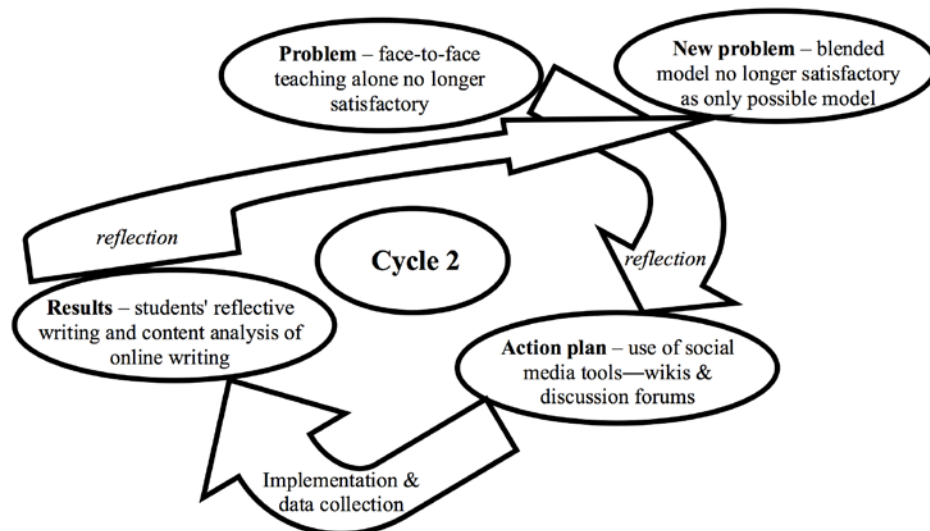 Problem – face-to-face
teaching alone no longer
satisfactory
New problem – blended
model no longer satisfactory
as only possible model
reflection
Cycle 2
reflection
Results – students' reflective
writing and content analysis of
online writing
Action plan – use of social
media tools—wikis &
discussion forums
Implementation &
data collection